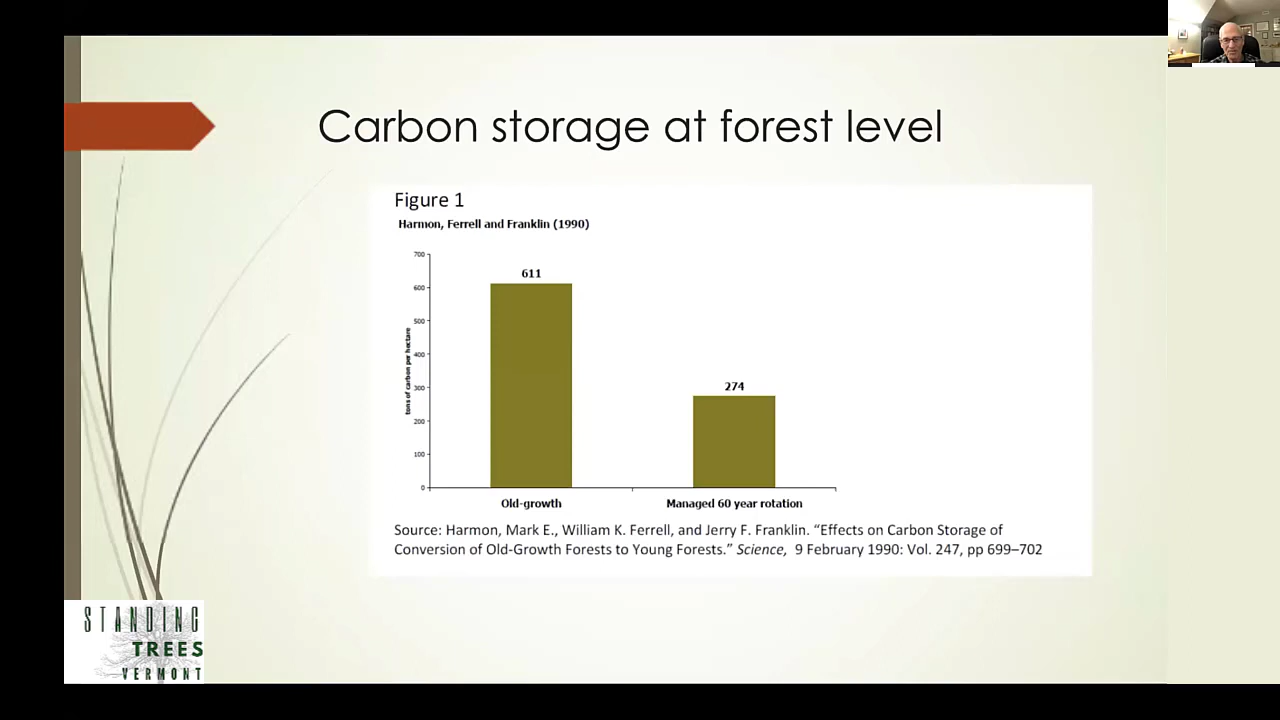 Carbon storage at forest level
Figure 1
Harmon, Ferrell and Franklin (1990)
tons of carbon per hectare
700
600
500
400
300
200
100
0
611
274
Old-growth
Managed 60 year rotation
Source: Harmon, Mark E., William K. Ferrell, and Jerry F. Franklin. “Effects on Carbon Storage of
Conversion of Old-Growth Forests to Young Forests.” Science, 9 February 1990: Vol. 247, pp 699–702
STANDING
TREES
VERMONT